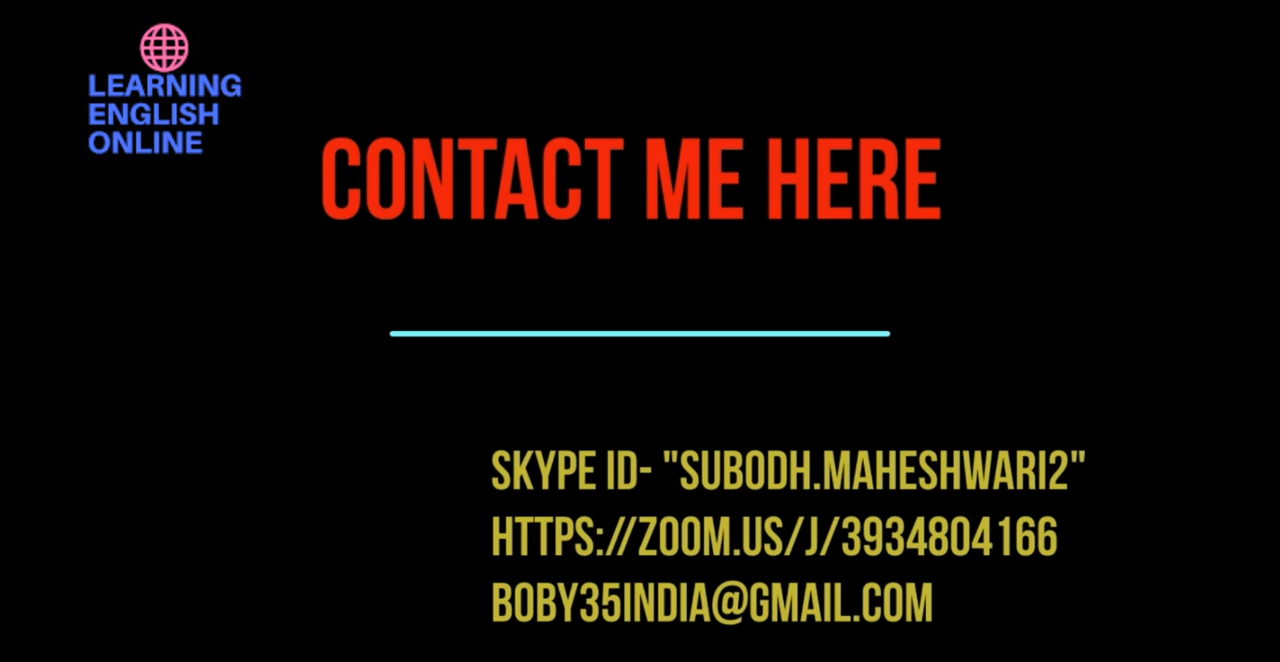 LEARNING
ENGLISH
ONLINE
CONTACT ME HERE
SKYPE ID- "SUBODH.MAHESHWARI2"
HTTPS://ZOOM.US/J/3934804166
BOBY35INDIA@GMAIL.COM